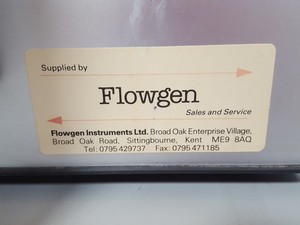 Supplied by
Flowgen
Sales and Service
Flowgen Instruments Ltd. Broad Oak Enterprise Village,
Broad Oak Road, Sittingbourne, Kent ME9 8AQ
Tel: 0795 429737 Fax: 0795 471185